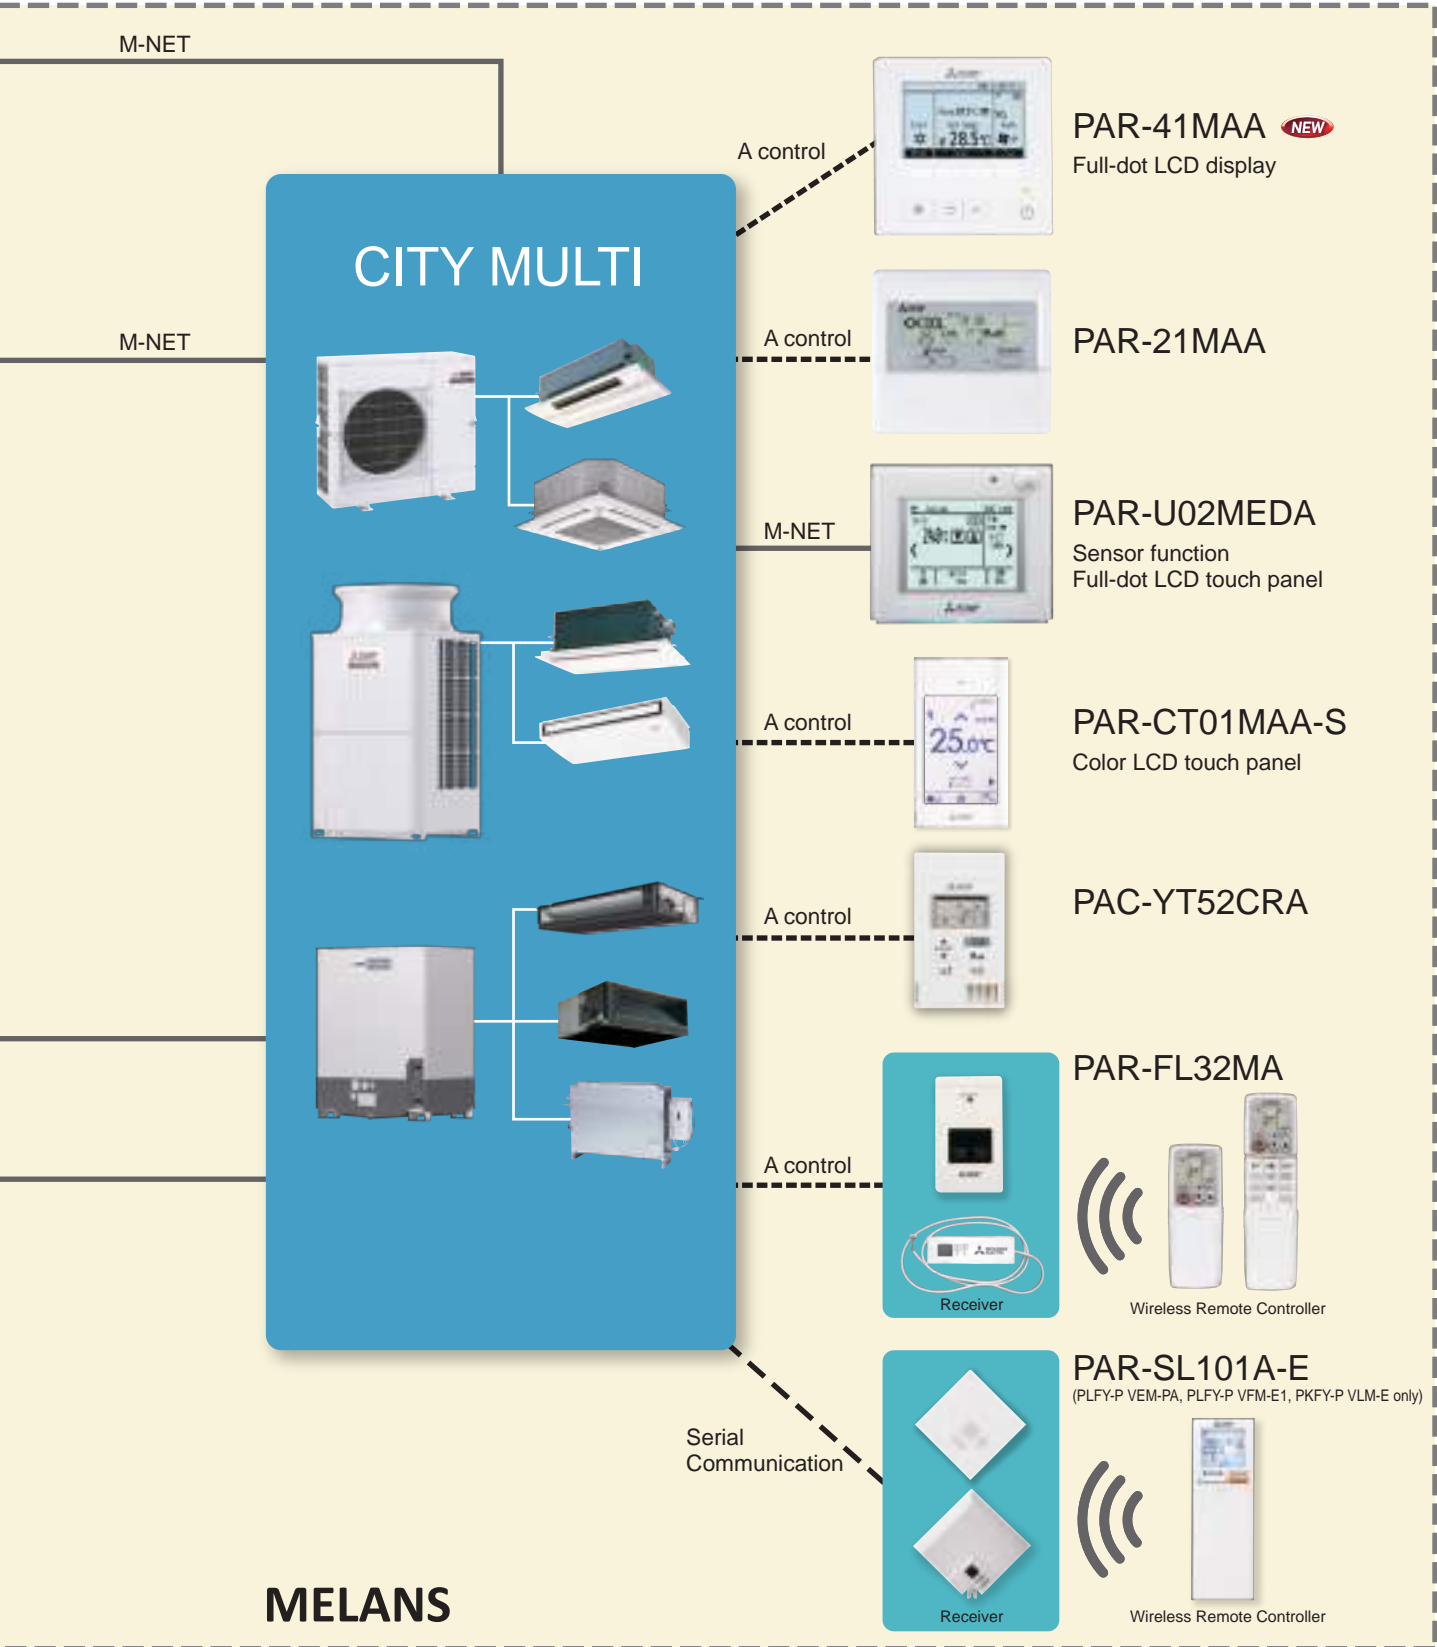 M-NET
A control
PAR-41MAA NEW
Full-dot LCD display
CITY MULTI
M-NET
A control
PAR-21MAA
M-NET
PAR-U02MEDA
Sensor function
Full-dot LCD touch panel
A control
25.0℃
PAR-CT01MAA-S
Color LCD touch panel
A control
PAC-YT52CRA
PAR-FL32MA
A control
Receiver
Wireless Remote Controller
PAR-SL101A-E
(PLFY-P VEM-PA, PLFY-P VFM-E1, PKFY-P VLM-E only)
Serial
Communication
Receiver
Wireless Remote Controller
MELANS